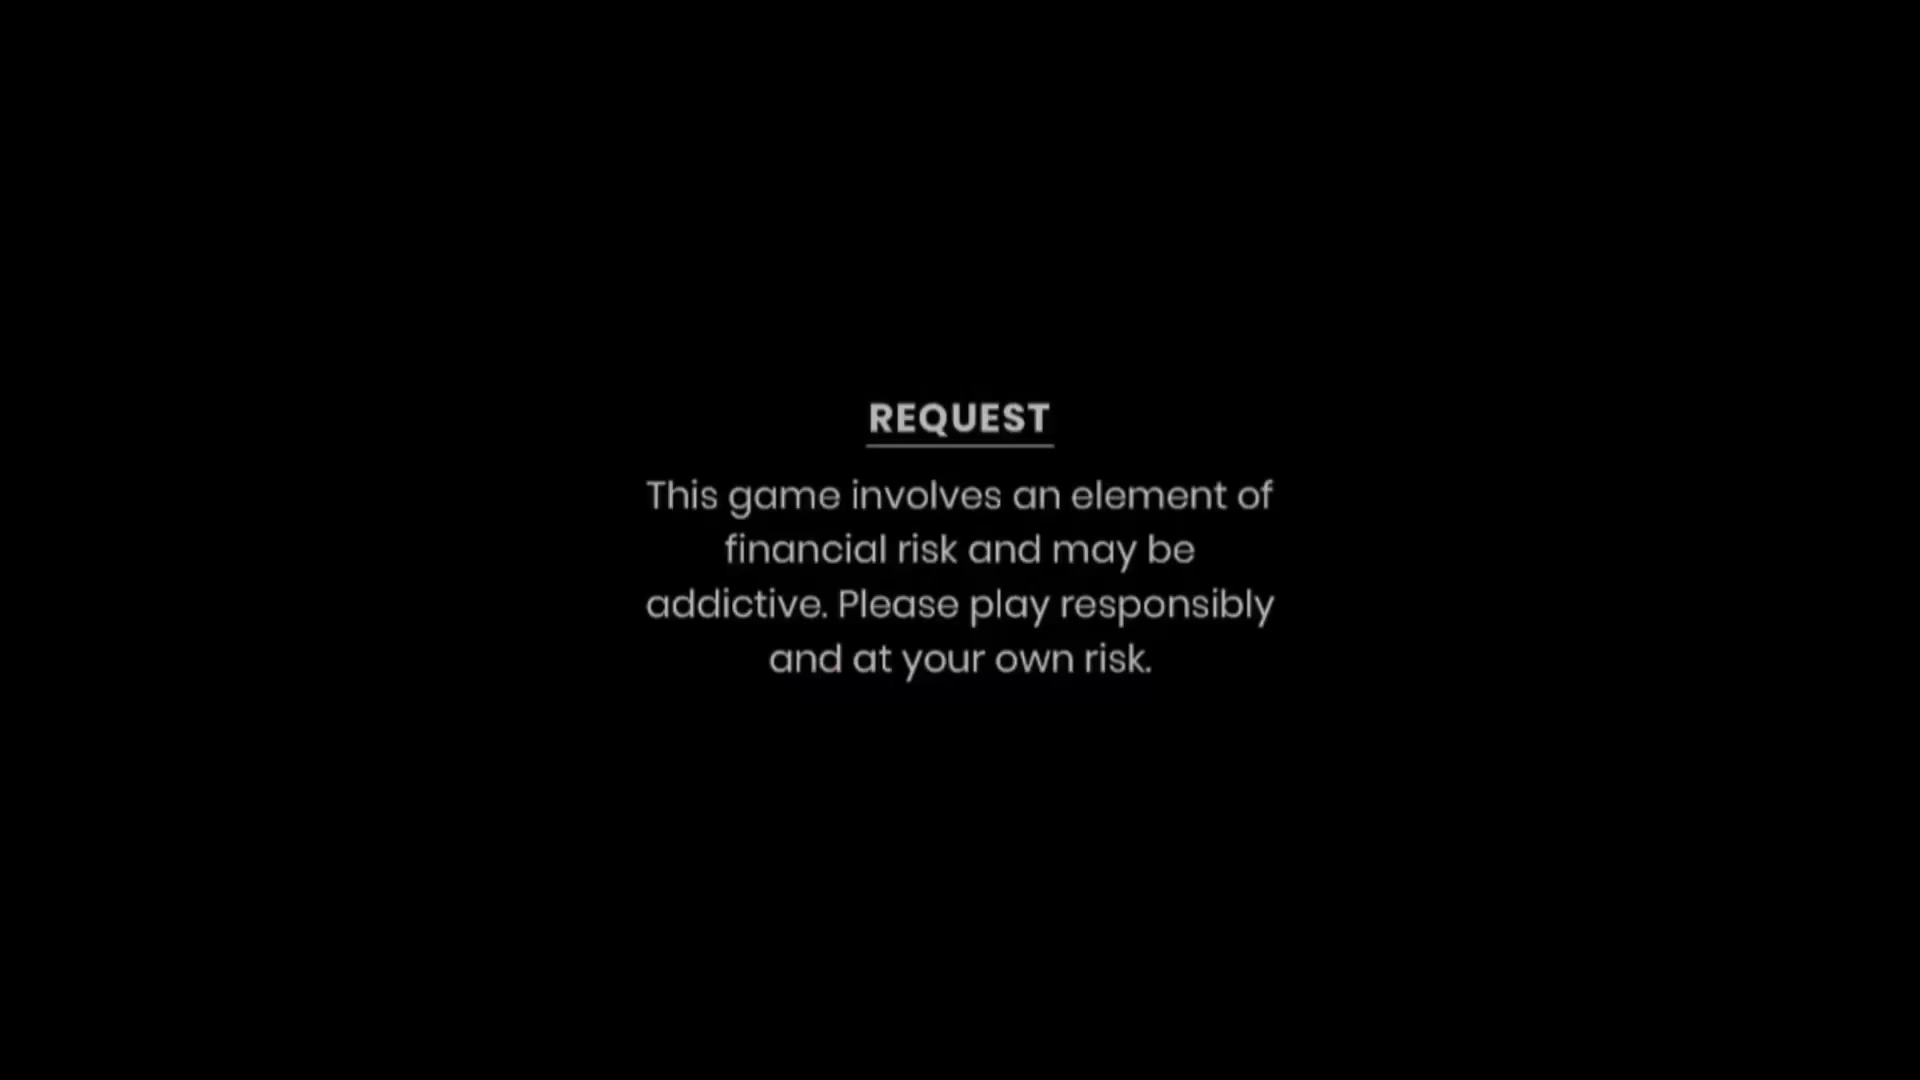 REQUEST
This game involves an element of
financial risk and may be
addictive. Please play responsibly
and at your own risk.